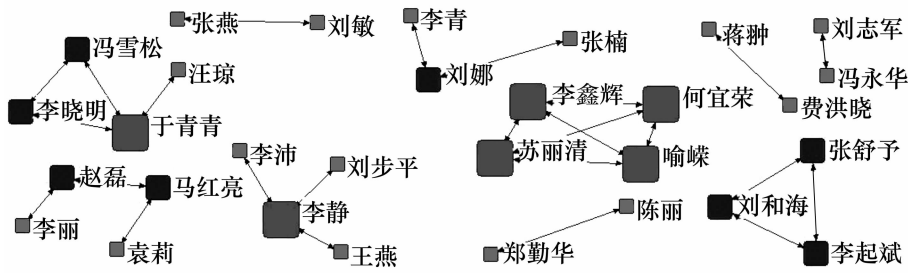 张燕
刘敏
李青
张楠
刘娜
蒋翀
费洪晓
刘志军
冯永华
冯雪松
汪琼
李晓明
于青青
李鑫辉
何宜荣
苏丽清
喻嵘
赵磊
马红亮
李丽
袁莉
李沛
刘步平
李静
王燕
陈丽
郑勤华
张舒予
刘和海
李起斌